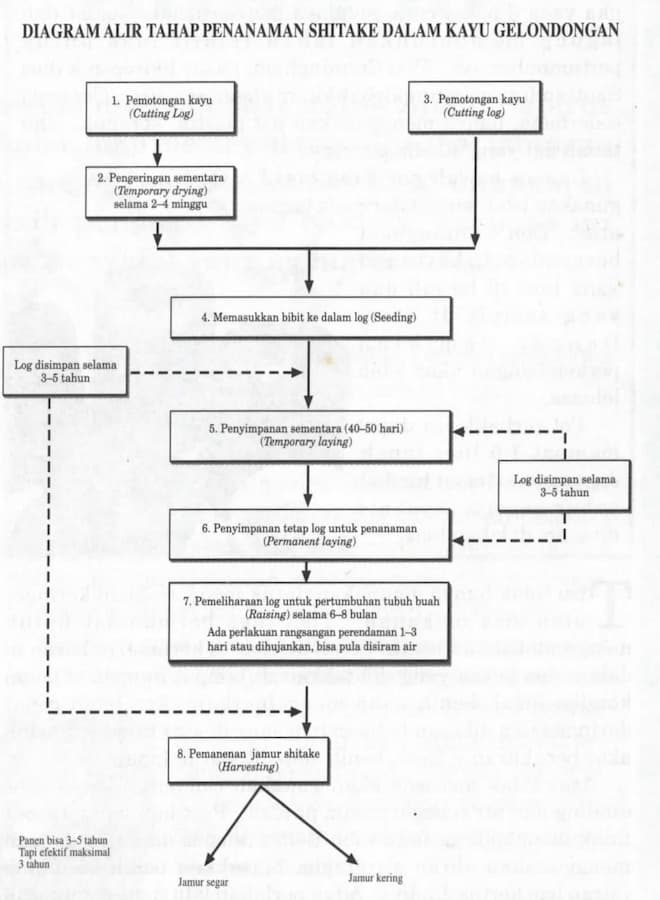 DIAGRAM ALIR TAHAP PENANAMAN SHITAKE DALAM KAYU GELONDONGAN
1. Pemotongan kayu
(Cutting Log)
3. Pemotongan kayu
(Cutting log)
2. Pengeringan sementara
(Temporary drying)
selama 2–4 minggu
4. Memasukkan bibit ke dalam log (Seeding)
Log disimpan selama
3–5 tahun
5. Penyimpanan sementara (40–50 hari)
(Temporary laying)
Log disimpan selama
3–5 tahun
6. Penyimpanan tetap log untuk penanaman
(Permanent laying)
7. Pemeliharaan log untuk pertumbuhan tubuh buah
(Raising) selama 6–8 bulan
Ada perlakuan rangsangan perendaman 1–3
hari atau dihujankan, bisa pula disiram air
8. Pemanenan jamur shitake
(Harvesting)
Panen bisa 3–5 tahun
Tapi efektif maksimal
3 tahun
Jamur segar
Jamur kering